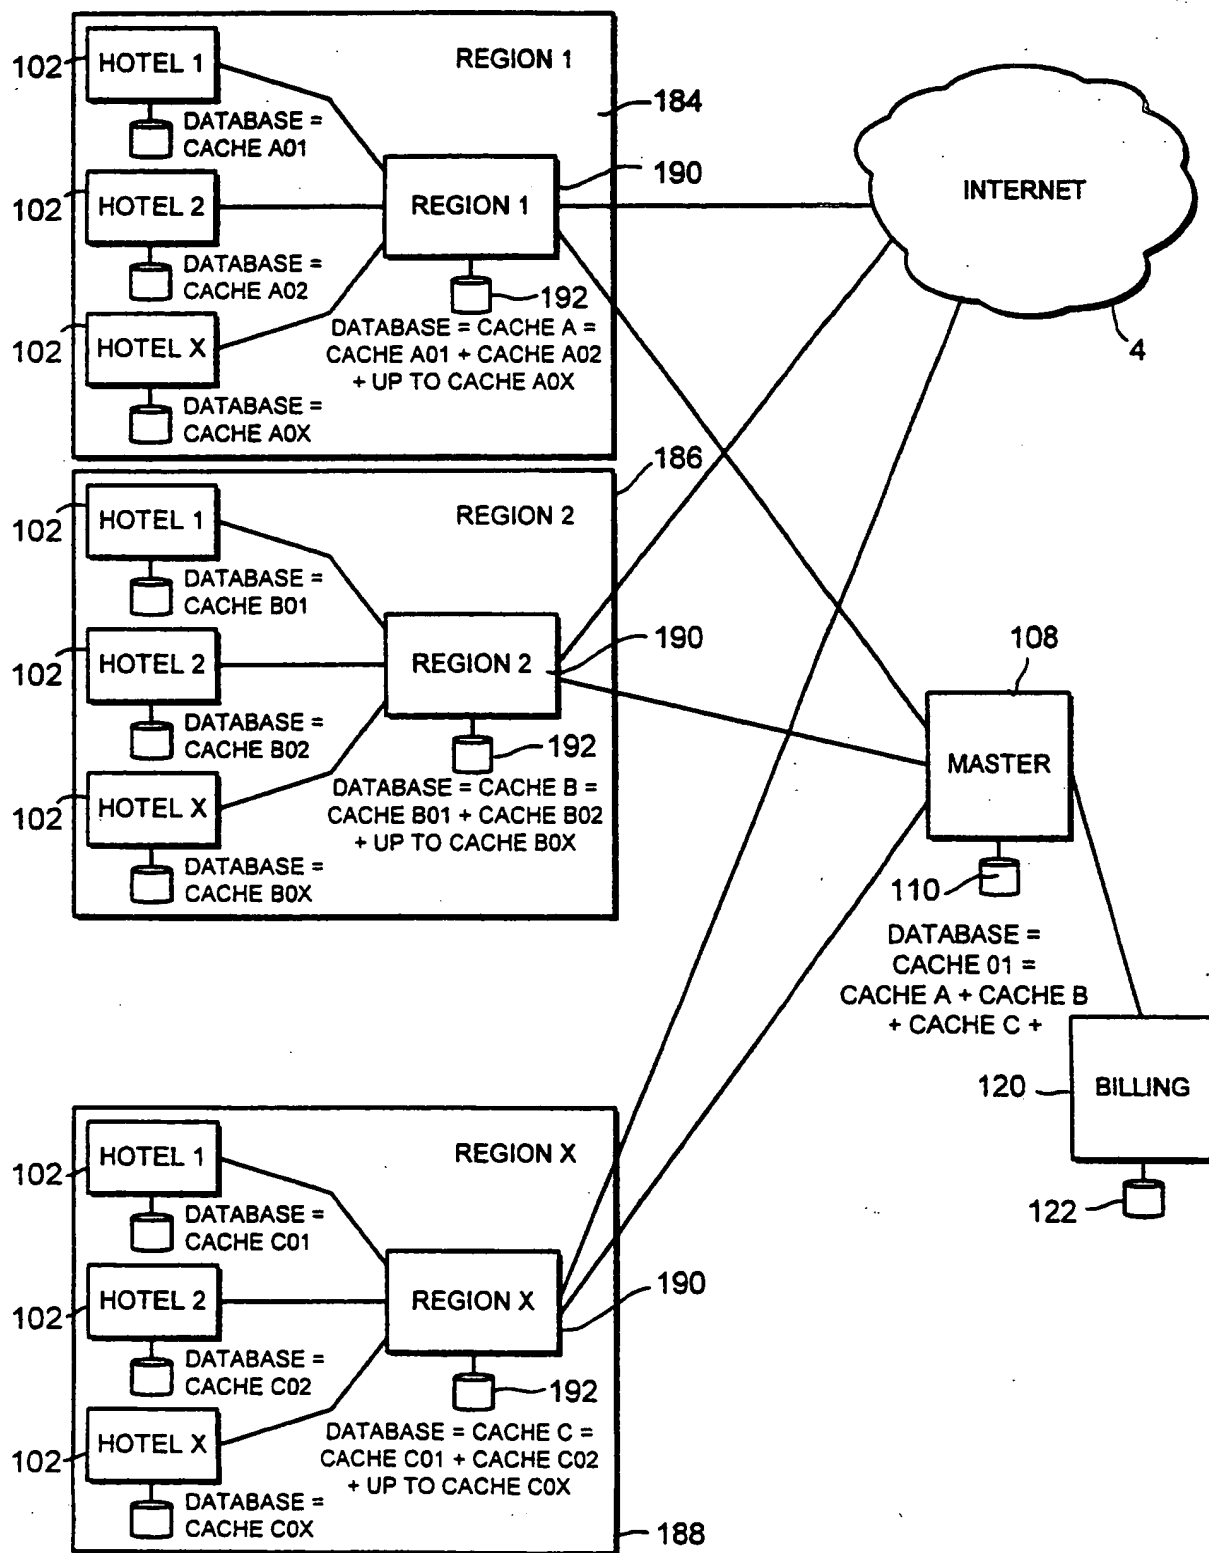 REGION 1
102
HOTEL 1
DATABASE =
CACHE A01
184
190
102
HOTEL 2
REGION 1
DATABASE =
CACHE A02
192
102
HOTEL X
DATABASE = CACHE A =
CACHE A01 + CACHE A02
+ UP TO CACHE A0X
DATABASE =
CACHE A0X
INTERNET
4
186
REGION 2
102
HOTEL 1
DATABASE =
CACHE B01
190
102
HOTEL 2
REGION 2
DATABASE =
CACHE B02
192
102
HOTEL X
DATABASE = CACHE B =
CACHE B01 + CACHE B02
+ UP TO CACHE B0X
DATABASE =
CACHE B0X
108
MASTER
110
DATABASE =
CACHE 01 =
CACHE A + CACHE B
+ CACHE C +
120
BILLING
122
REGION X
102
HOTEL 1
DATABASE =
CACHE C01
190
102
HOTEL 2
REGION X
DATABASE =
CACHE C02
192
102
HOTEL X
DATABASE = CACHE C =
CACHE C01 + CACHE C02
+ UP TO CACHE C0X
DATABASE =
CACHE C0X
188